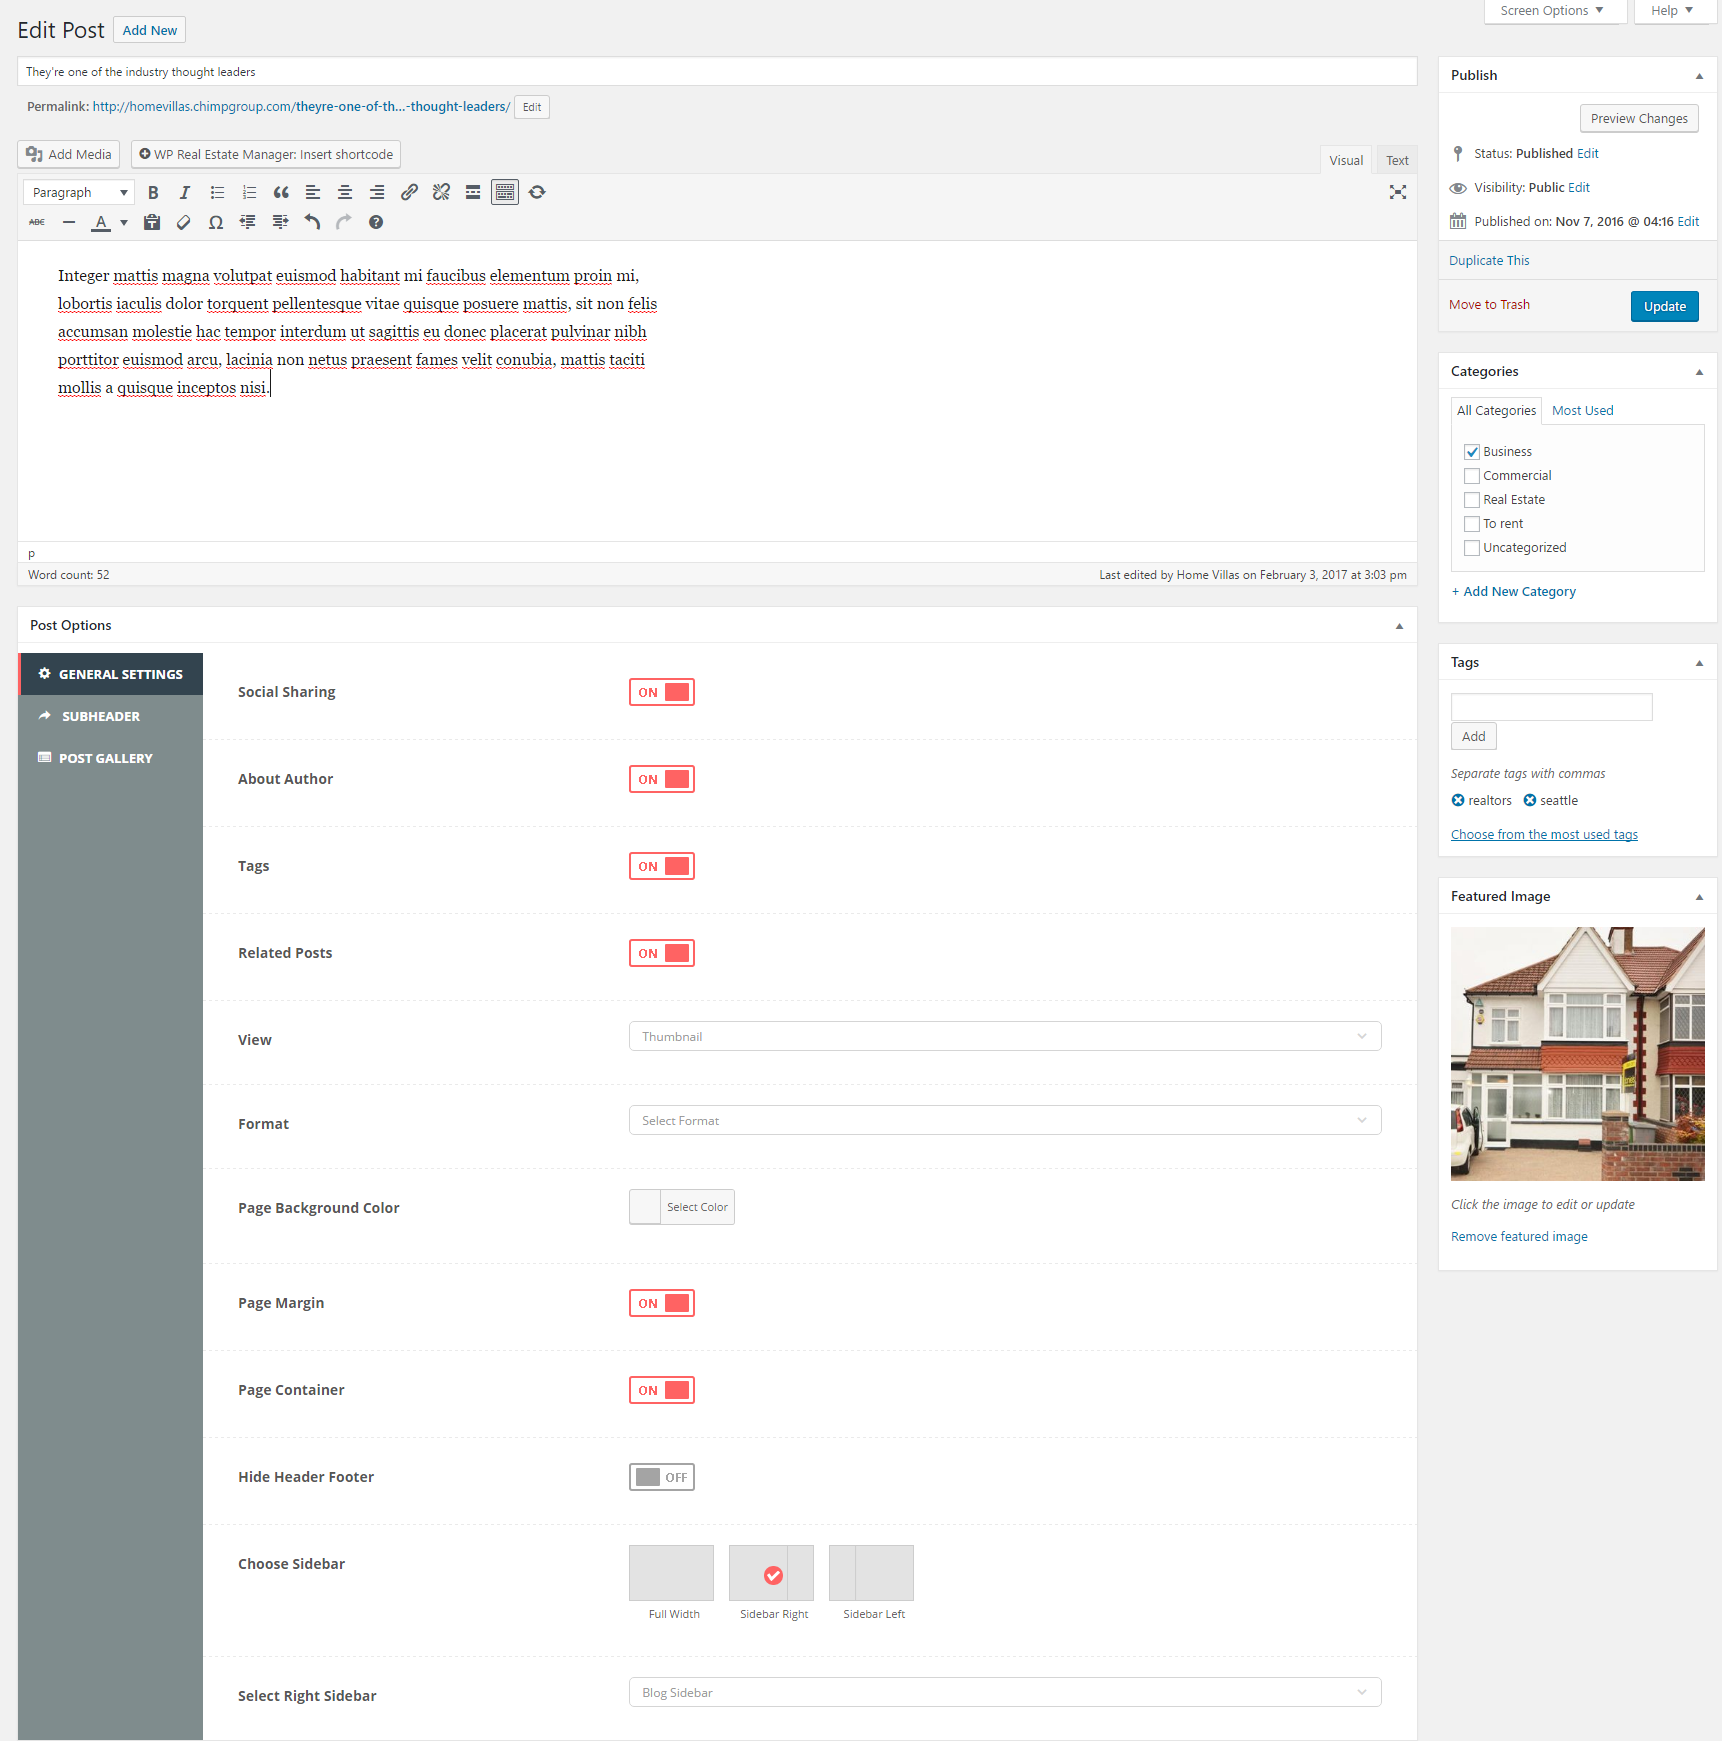 Screen Options
Help
Edit Post
Add New
They're one of the industry thought leaders
Permalink: http://homevillas.chimpgroup.com/theyre-one-of-th…-thought-leaders/ Edit
Add Media
WP Real Estate Manager: Insert shortcode
Visual
Text
Paragraph
B I
ABC
A
Ω
Integer mattis magna volutpat euismod habitant mi faucibus elementum proin mi,
lobortis iaculis dolor torquent pellentesque vitae quisque posuere mattis, sit non felis
accumsan molestie hac tempor interdum ut sagittis eu donec placerat pulvinar nibh
porttitor euismod arcu, lacinia non netus praesent fames velit conubia, mattis taciti
mollis a quisque inceptos nisi.
p
Word count: 52
Last edited by Home Villas on February 3, 2017 at 3:03 pm
Post Options
GENERAL SETTINGS
SUBHEADER
POST GALLERY
Social Sharing
ON
About Author
ON
Tags
ON
Related Posts
ON
View
Thumbnail
Format
Select Format
Page Background Color
Select Color
Page Margin
ON
Page Container
ON
Hide Header Footer
OFF
Choose Sidebar
Full Width
Sidebar Right
Sidebar Left
Select Right Sidebar
Blog Sidebar
Publish
Preview Changes
Status: Published Edit
Visibility: Public Edit
Published on: Nov 7, 2016 @ 04:16 Edit
Duplicate This
Move to Trash
Update
Categories
All Categories
Most Used
Business
Commercial
Real Estate
To rent
Uncategorized
+ Add New Category
Tags
Add
Separate tags with commas
realtors
seattle
Choose from the most used tags
Featured Image
Click the image to edit or update
Remove featured image